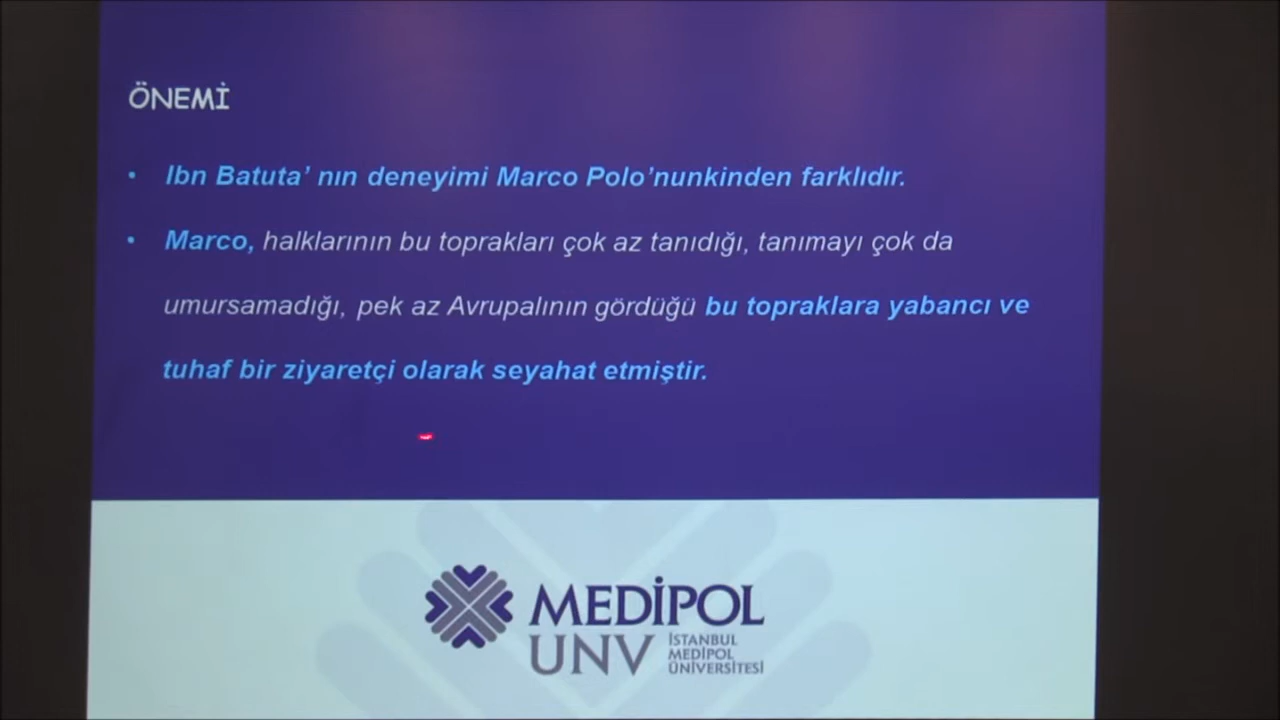 ÖNEMİ
• Ibn Batuta' nın deneyimi Marco Polo'nunkinden farklıdır.
• Marco, halklarının bu toprakları çok az tanıdığı, tanımayı çok da
umursamadığı, pek az Avrupalının gördüğü bu topraklara yabancı ve
tuhaf bir ziyaretçi olarak seyahat etmiştir.
MEDİPOL
UNV
İSTANBUL
MEDİPOL
ÜNİVERSİTESİ